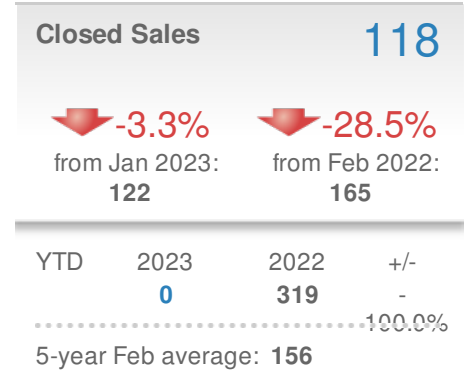 Closed Sales 118
-3.3% -28.5%
from Jan 2023: from Feb 2022:
122 165
YTD 2023 2022 +/-
0 319 -
100.0%
5-year Feb average: 156